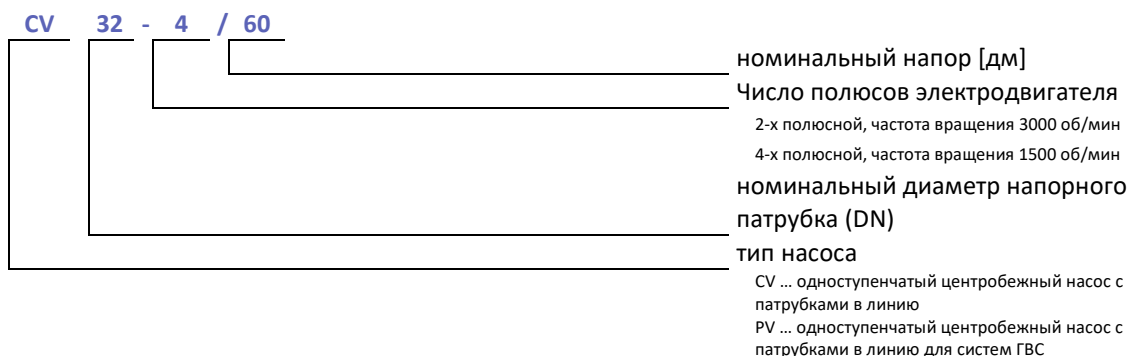 CV 32 - 4 / 60
номинальный напор [дм]
Число полюсов электродвигателя
2-х полюсной, частота вращения 3000 об/мин
4-х полюсной, частота вращения 1500 об/мин
номинальный диаметр напорного
патрубка (DN)
тип насоса
CV ... одноступенчатый центробежный насос с
патрубками в линию
PV ... одноступенчатый центробежный насос с
патрубками в линию для систем ГВС